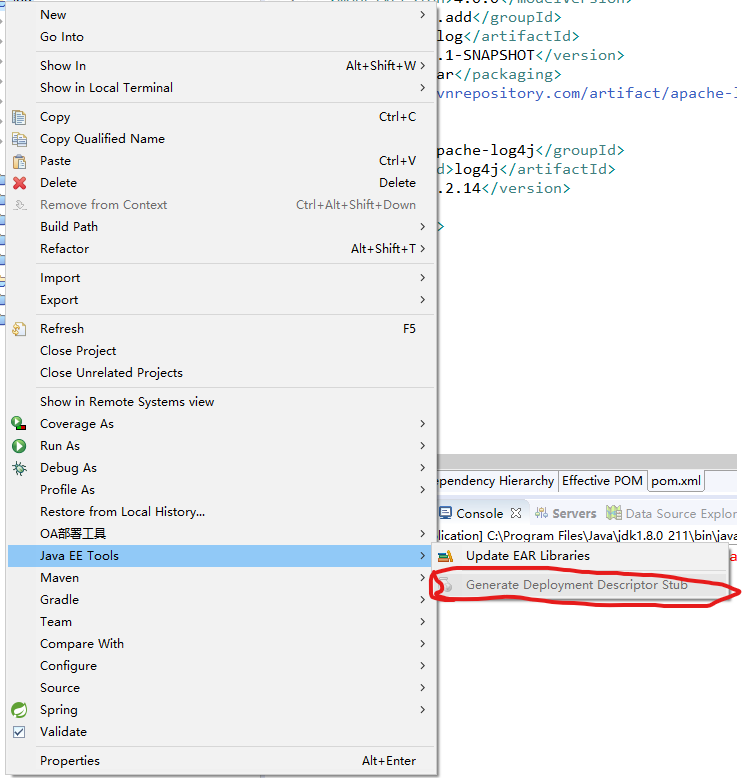 New
Go Into
Show In Alt+Shift+W
Show in Local Terminal
Copy Ctrl+C
Copy Qualified Name
Paste Ctrl+V
Delete Delete
Remove from Context Ctrl+Alt+Shift+Down
Build Path
Refactor Alt+Shift+T
Import
Export
Refresh F5
Close Project
Close Unrelated Projects
Show in Remote Systems view
Coverage As
Run As
Debug As
Profile As
Restore from Local History...
OA部署工具
Java EE Tools
Maven
Gradle
Team
Compare With
Configure
Source
Spring
Validate
Properties Alt+Enter
.add</groupId>
log</artifactId>
.1-SNAPSHOT</version>
ar</packaging>
vnrepository.com/artifact/apache-l
pache-log4j</groupId>
d>log4j</artifactId>
.2.14</version>
>
ependency Hierarchy Effective POM pom.xml
Console Servers Data Source Explor
lication] C:\Program Files\Java\jdk1.8.0_211\bin\java
Update EAR Libraries
Generate Deployment Descriptor Stub